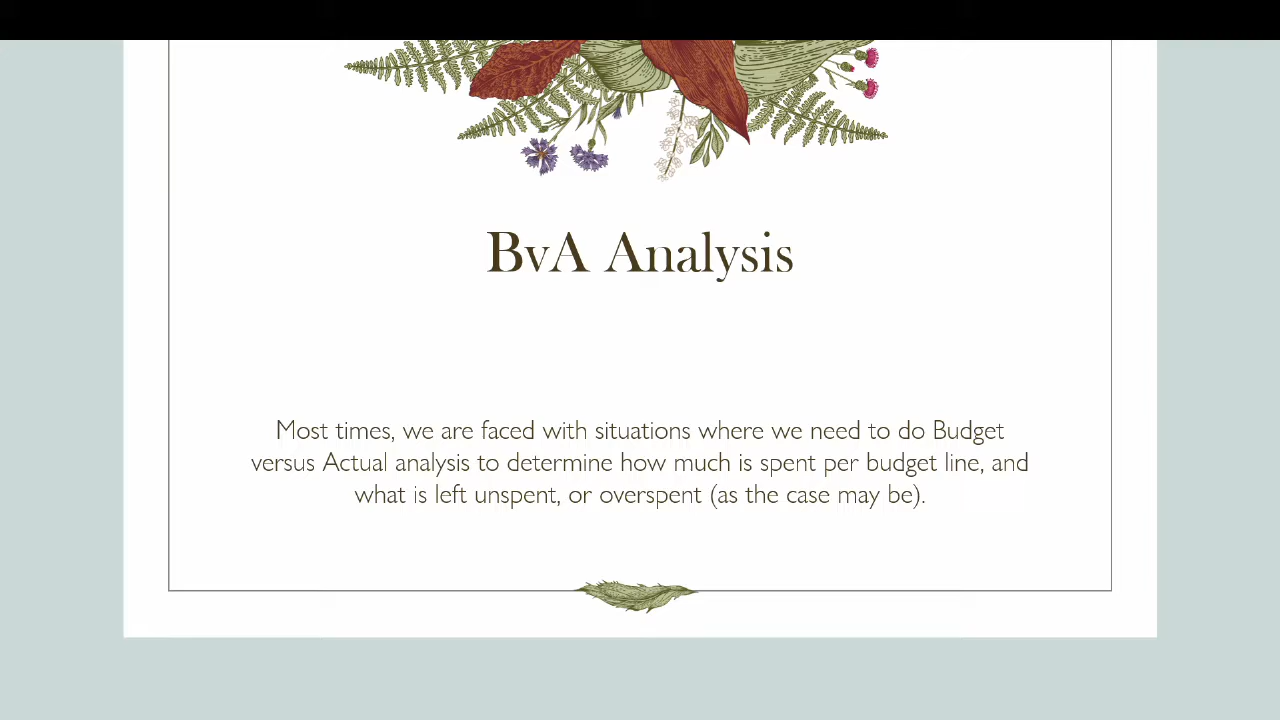 BvA Analysis
Most times, we are faced with situations where we need to do Budget
versus Actual analysis to determine how much is spent per budget line, and
what is left unspent, or overspent (as the case may be).